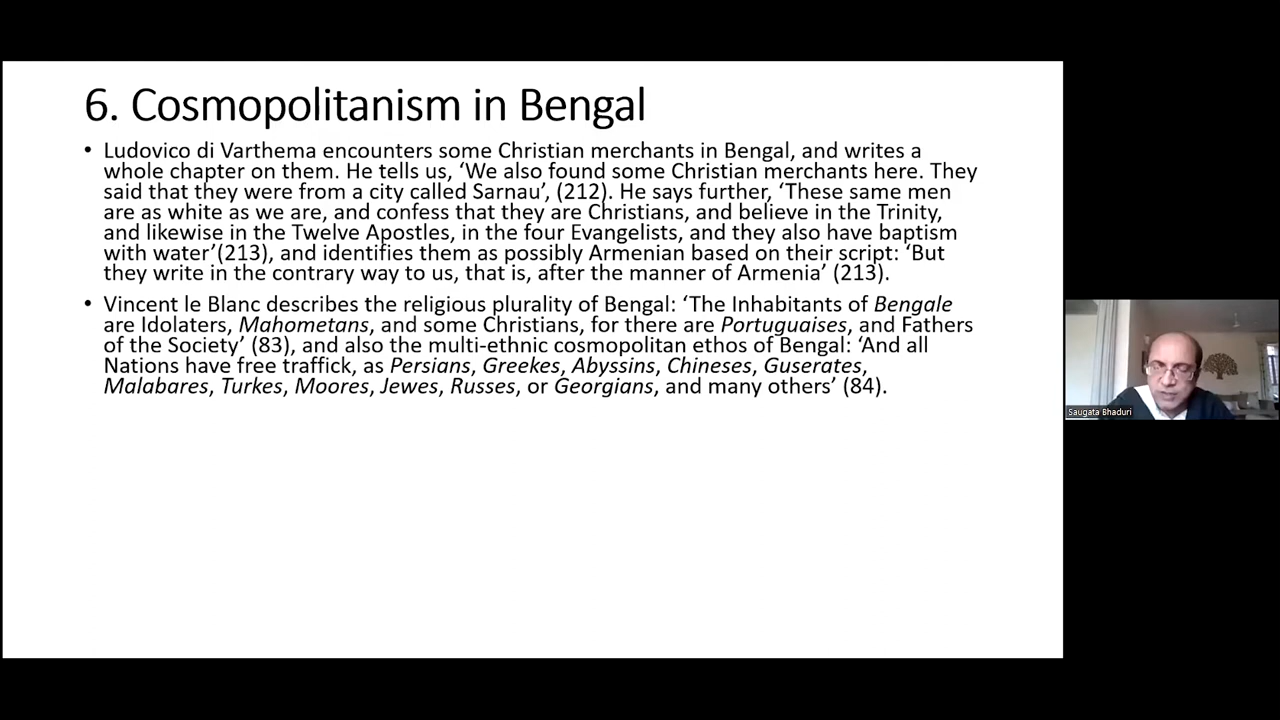 6. Cosmopolitanism in Bengal
• Ludovico di Varthema encounters some Christian merchants in Bengal, and writes a
whole chapter on them. He tells us, ‘We also found some Christian merchants here. They
said that they were from a city called Sarnau’, (212). He says further, ‘These same men
are as white as we are, and confess that they are Christians, and believe in the Trinity,
and likewise in the Twelve Apostles, in the four Evangelists, and they also have baptism
with water’(213), and identifies them as possibly Armenian based on their script: ‘But
they write in the contrary way to us, that is, after the manner of Armenia’ (213).
• Vincent le Blanc describes the religious plurality of Bengal: ‘The Inhabitants of Bengale
are Idolaters, Mahometans, and some Christians, for there are Portuguaises, and Fathers
of the Society’ (83), and also the multi-ethnic cosmopolitan ethos of Bengal: ‘And all
Nations have free traffick, as Persians, Greekes, Abyssins, Chineses, Guserates,
Malabares, Turkes, Moores, Jewes, Russes, or Georgians, and many others’ (84).
Saugata Bhaduri